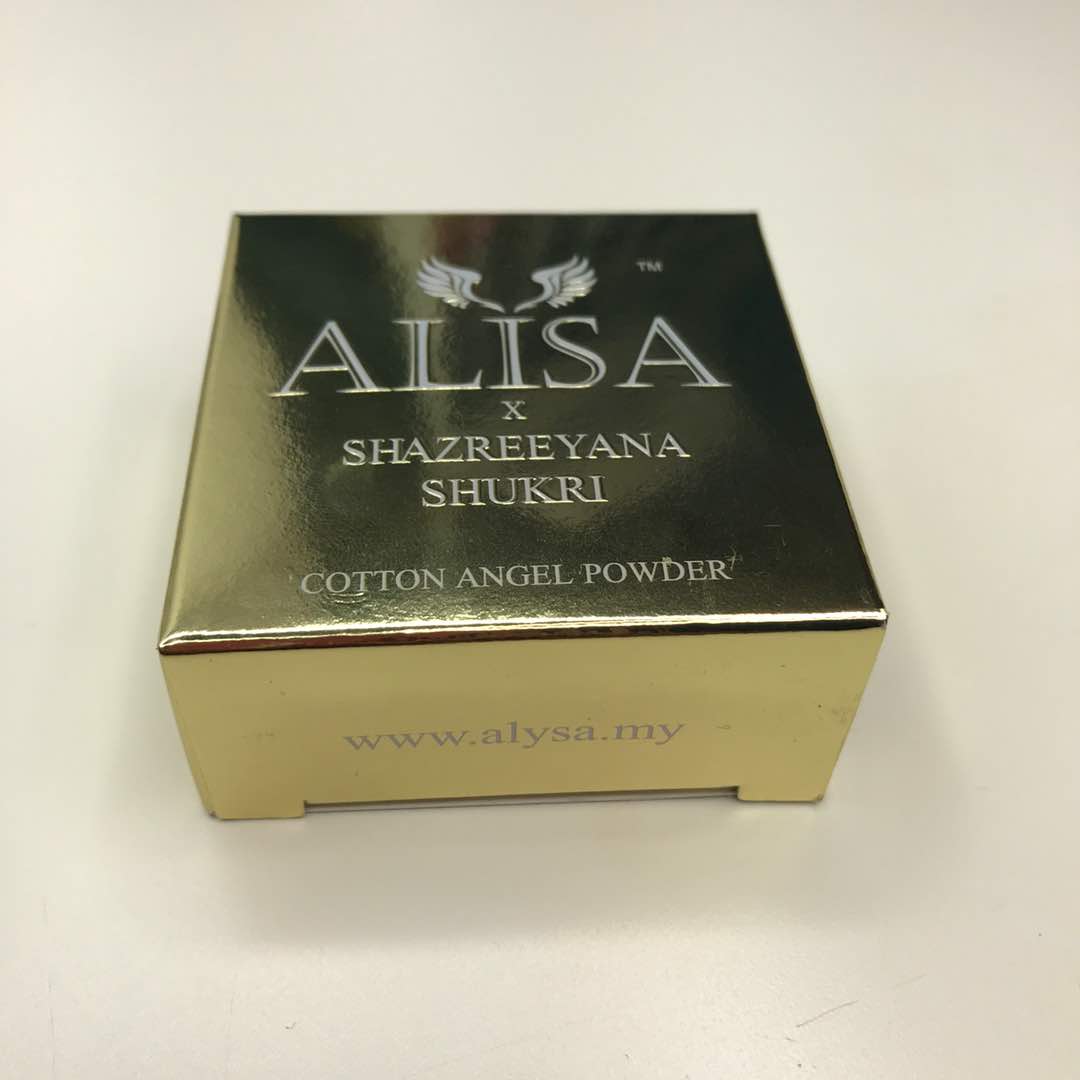 TM
ALISA
X
SHAZREEYANA
SHUKRI
COTTON ANGEL POWDER
www.alysa.my